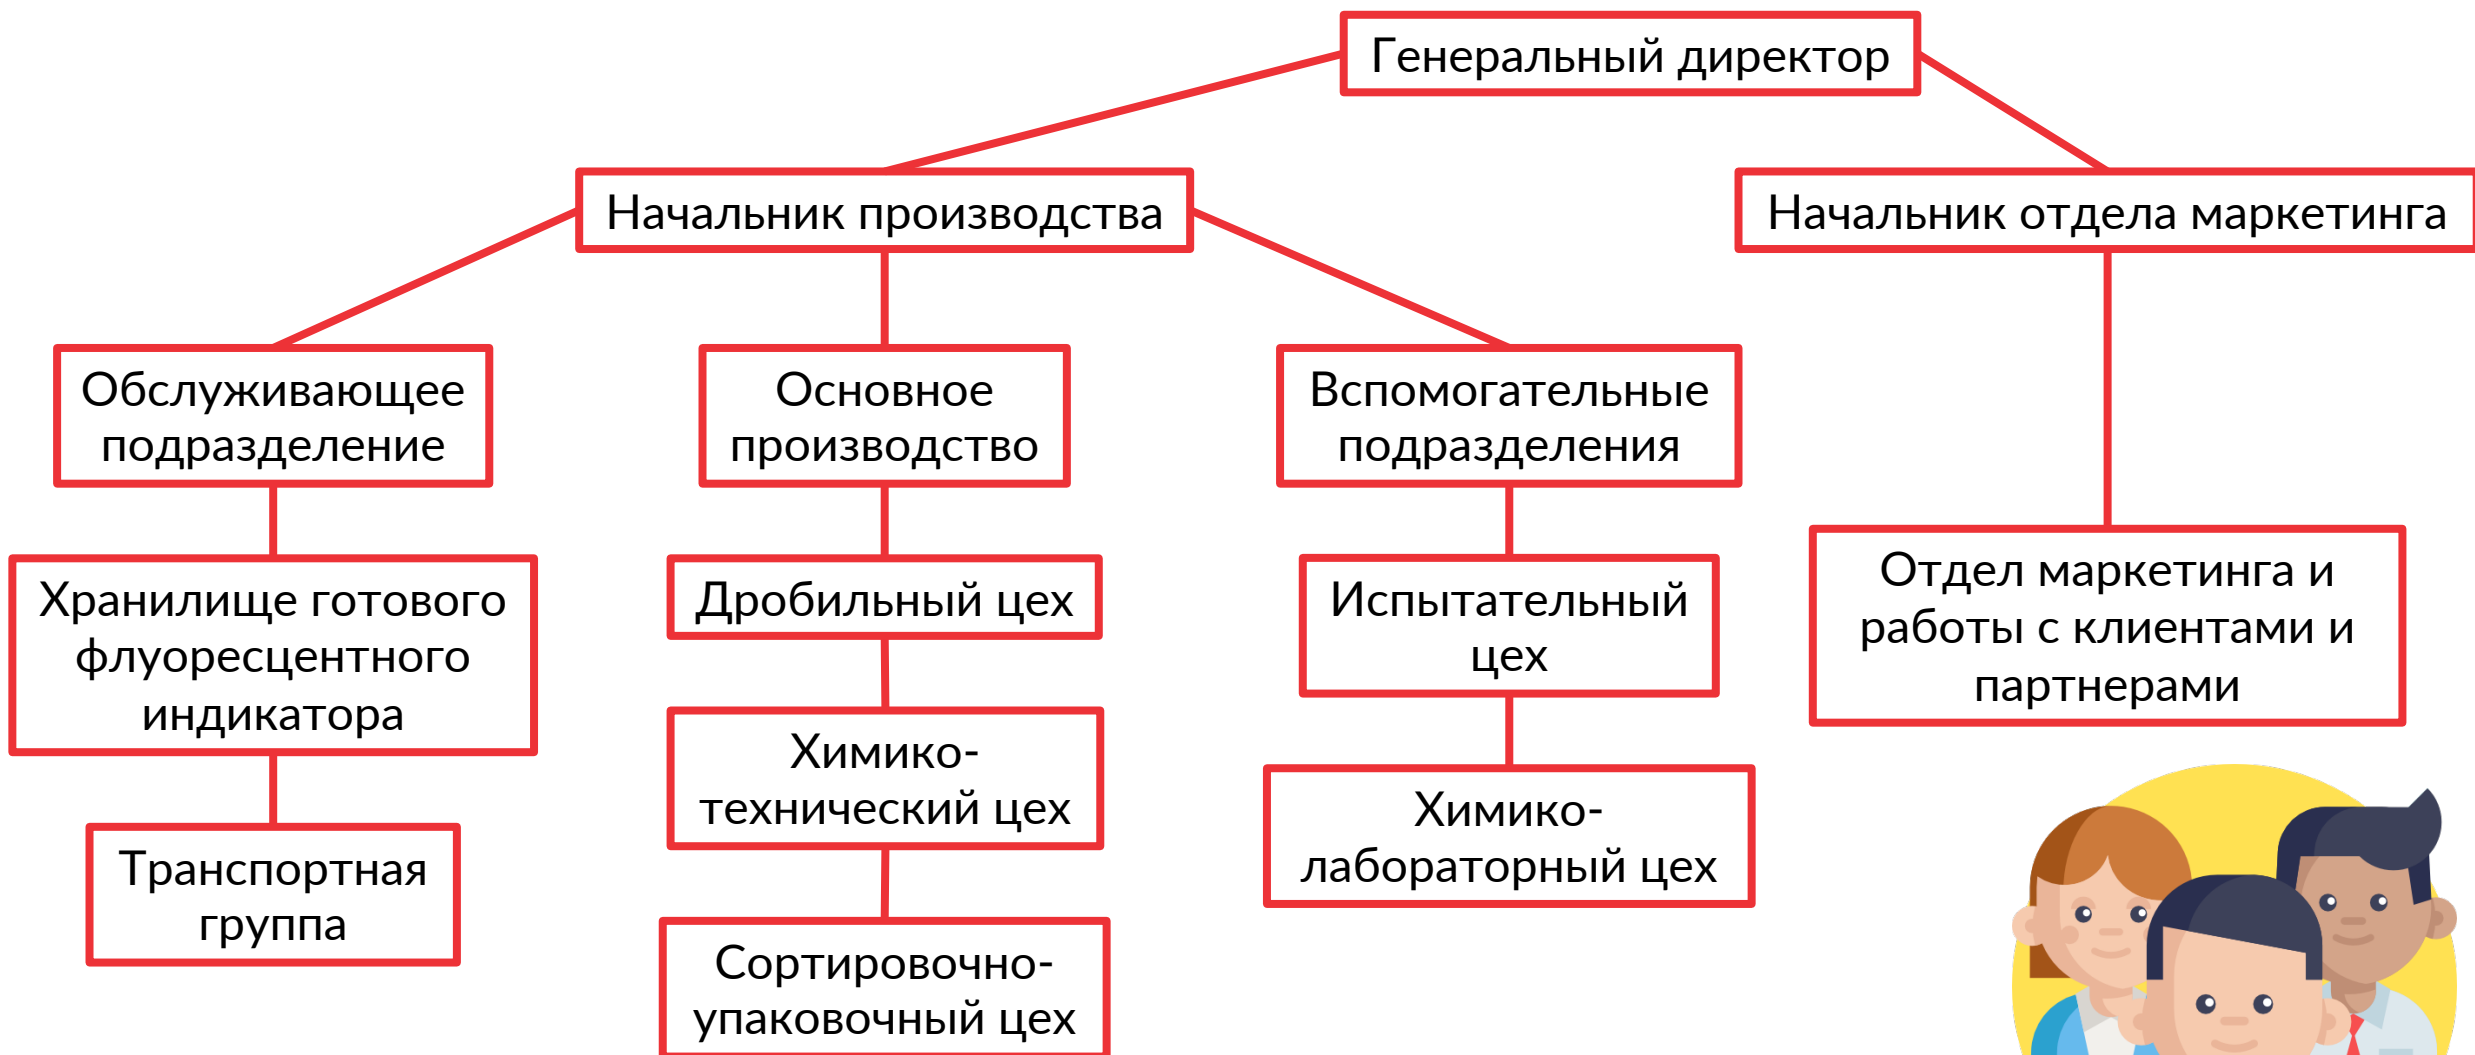 Генеральный директор
Начальник производства
Начальник отдела маркетинга
Обслуживающее
подразделение
Основное
производство
Вспомогательные
подразделения
Хранилище готового
флуоресцентного
индикатора
Дробильный цех
Испытательный
цех
Отдел маркетинга и
работы с клиентами и
партнерами
Химико-
технический цех
Химико-
лабораторный цех
Транспортная
группа
Сортировочно-
упаковочный цех